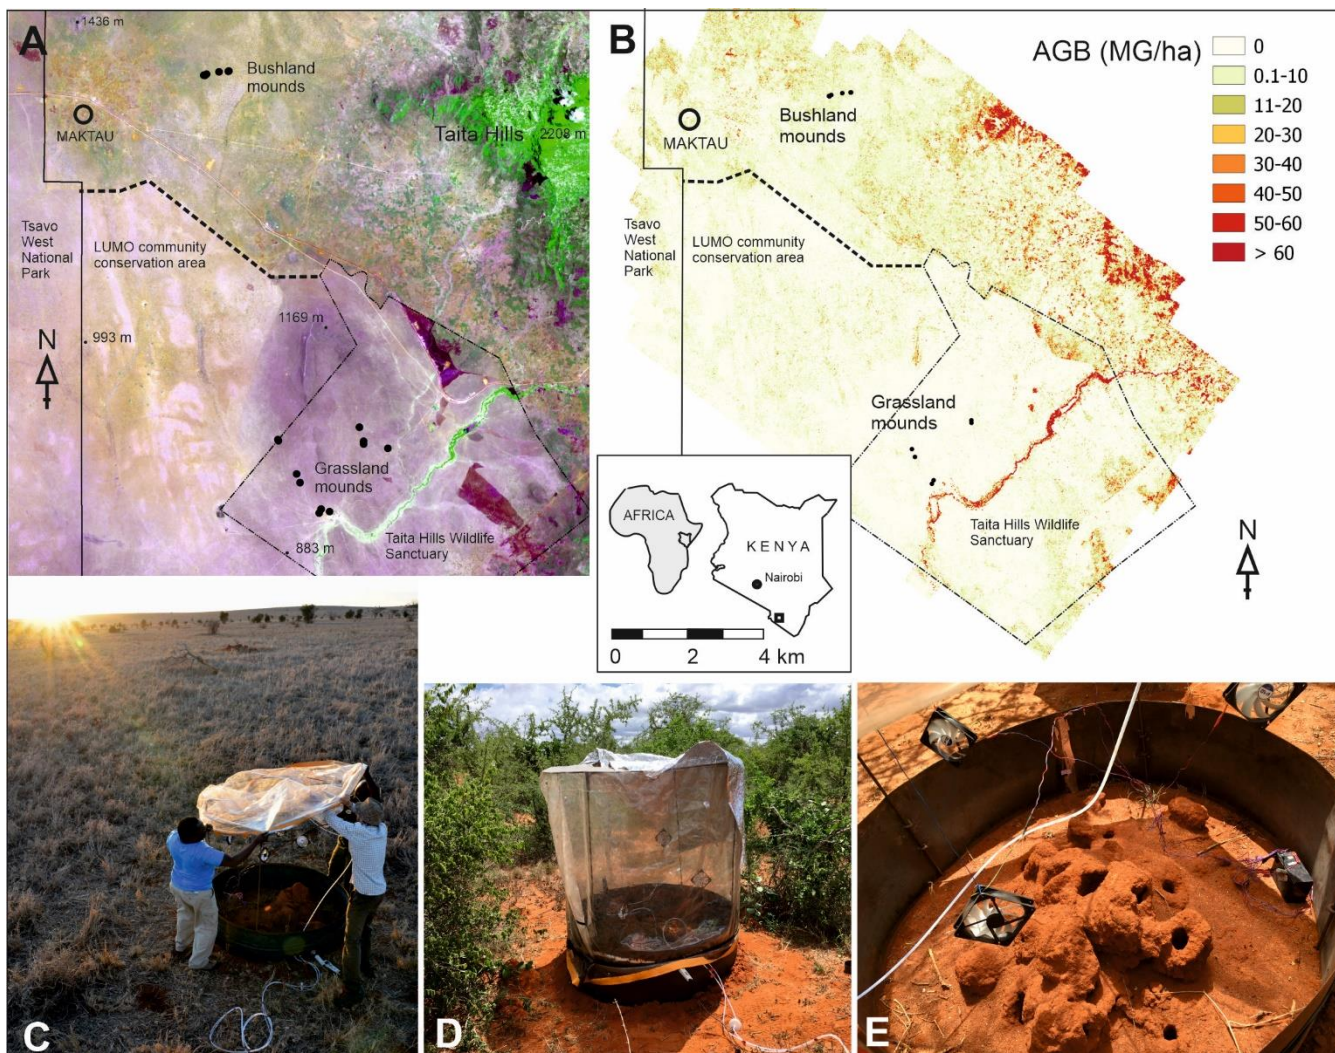 A
1436 m
Bushland
mounds
MAKTAU
Taita Hills
2208 m
Tsavo
West
National
Park
LUMO community
conservation area
1169 m
993 m
N
Grassland
mounds
Taita Hills Wildlife
Sanctuary
883 m
B
AGB (MG/ha)
0
0.1-10
11-20
20-30
30-40
40-50
50-60
> 60
Bushland
mounds
MAKTAU
Tsavo
West
National
Park
LUMO community
conservation area
Grassland
mounds
Taita Hills Wildlife
Sanctuary
N
AFRICA
KENYA
Nairobi
0 2 4 km
C
D
E